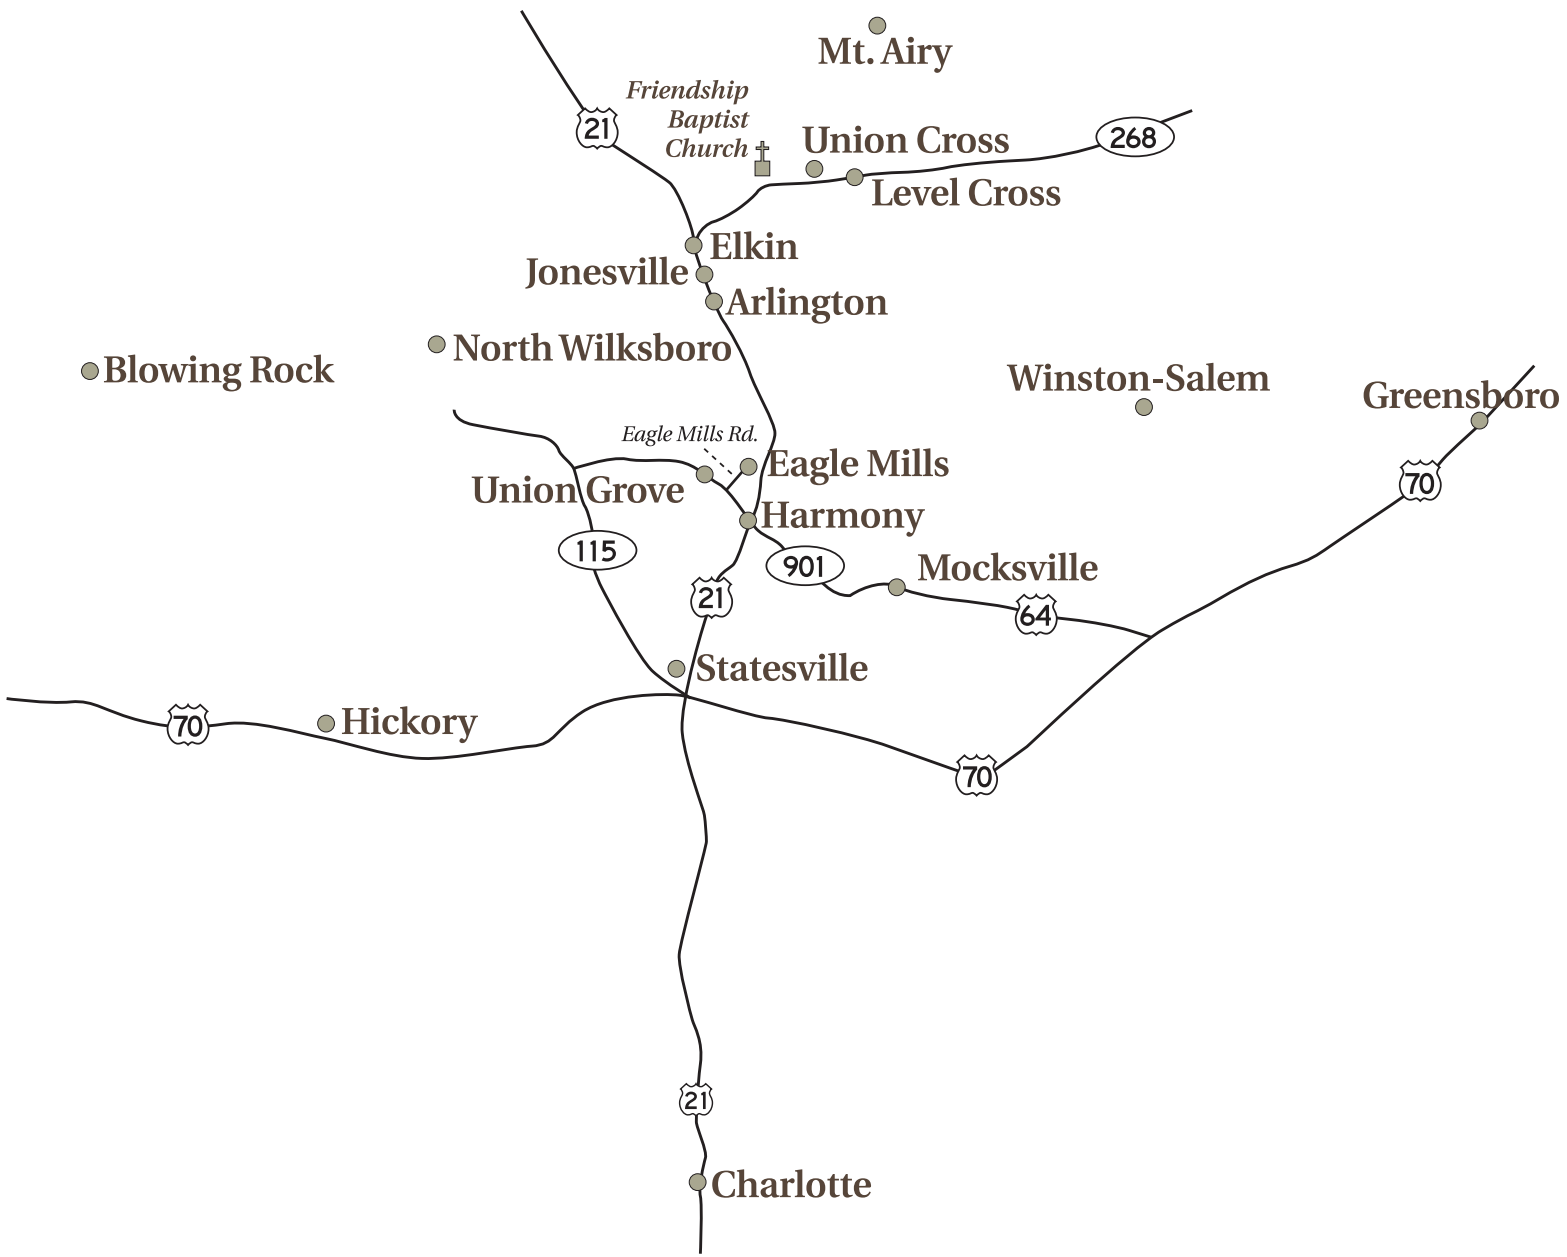 Mt. Airy
Friendship
Baptist
Church
21
Union Cross
268
Level Cross
Elkin
Jonesville
Arlington
North Wilksboro
Blowing Rock
Winston-Salem
Greensboro
Eagle Mills Rd.
Eagle Mills
70
Union Grove
Harmony
115
901
Mocksville
21
64
Statesville
70
Hickory
70
21
Charlotte